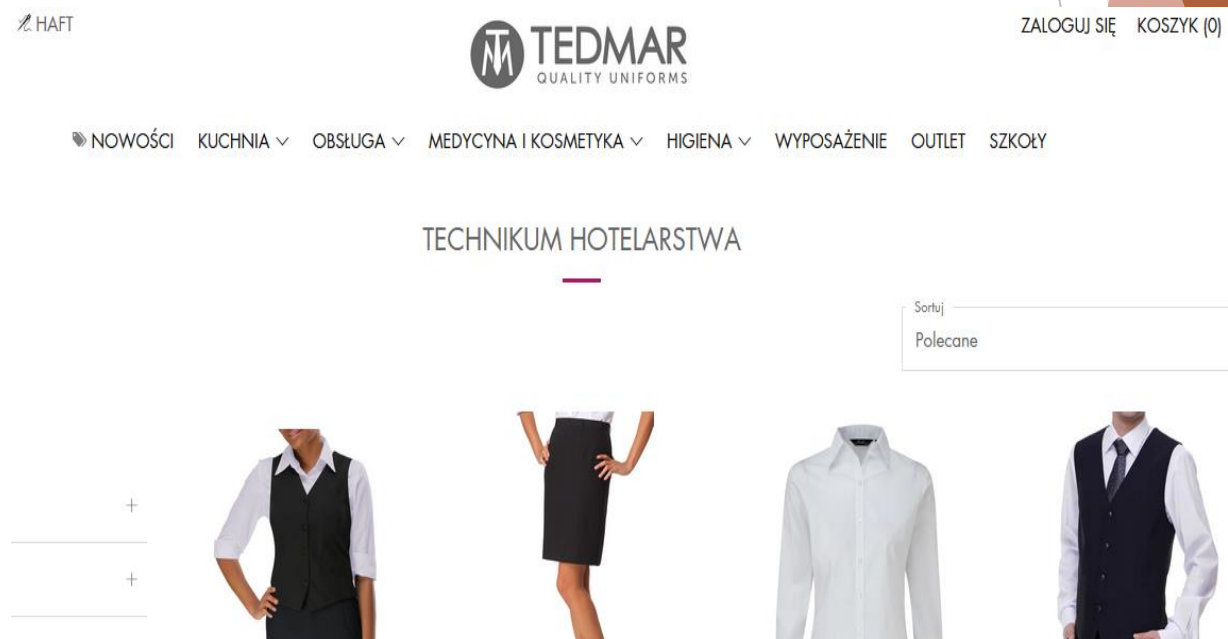 HAFT
TEDMAR
QUALITY UNIFORMS
ZALOGUJ SIĘ KOSZYK (0)
NOWOŚCI KUCHNIA OBSŁUGA MEDYCYNA I KOSMETYKA HIGIENA WYPOSAŻENIE OUTLET SZKOŁY
TECHNIKUM HOTELARSTWA
Sortuj
Polecane